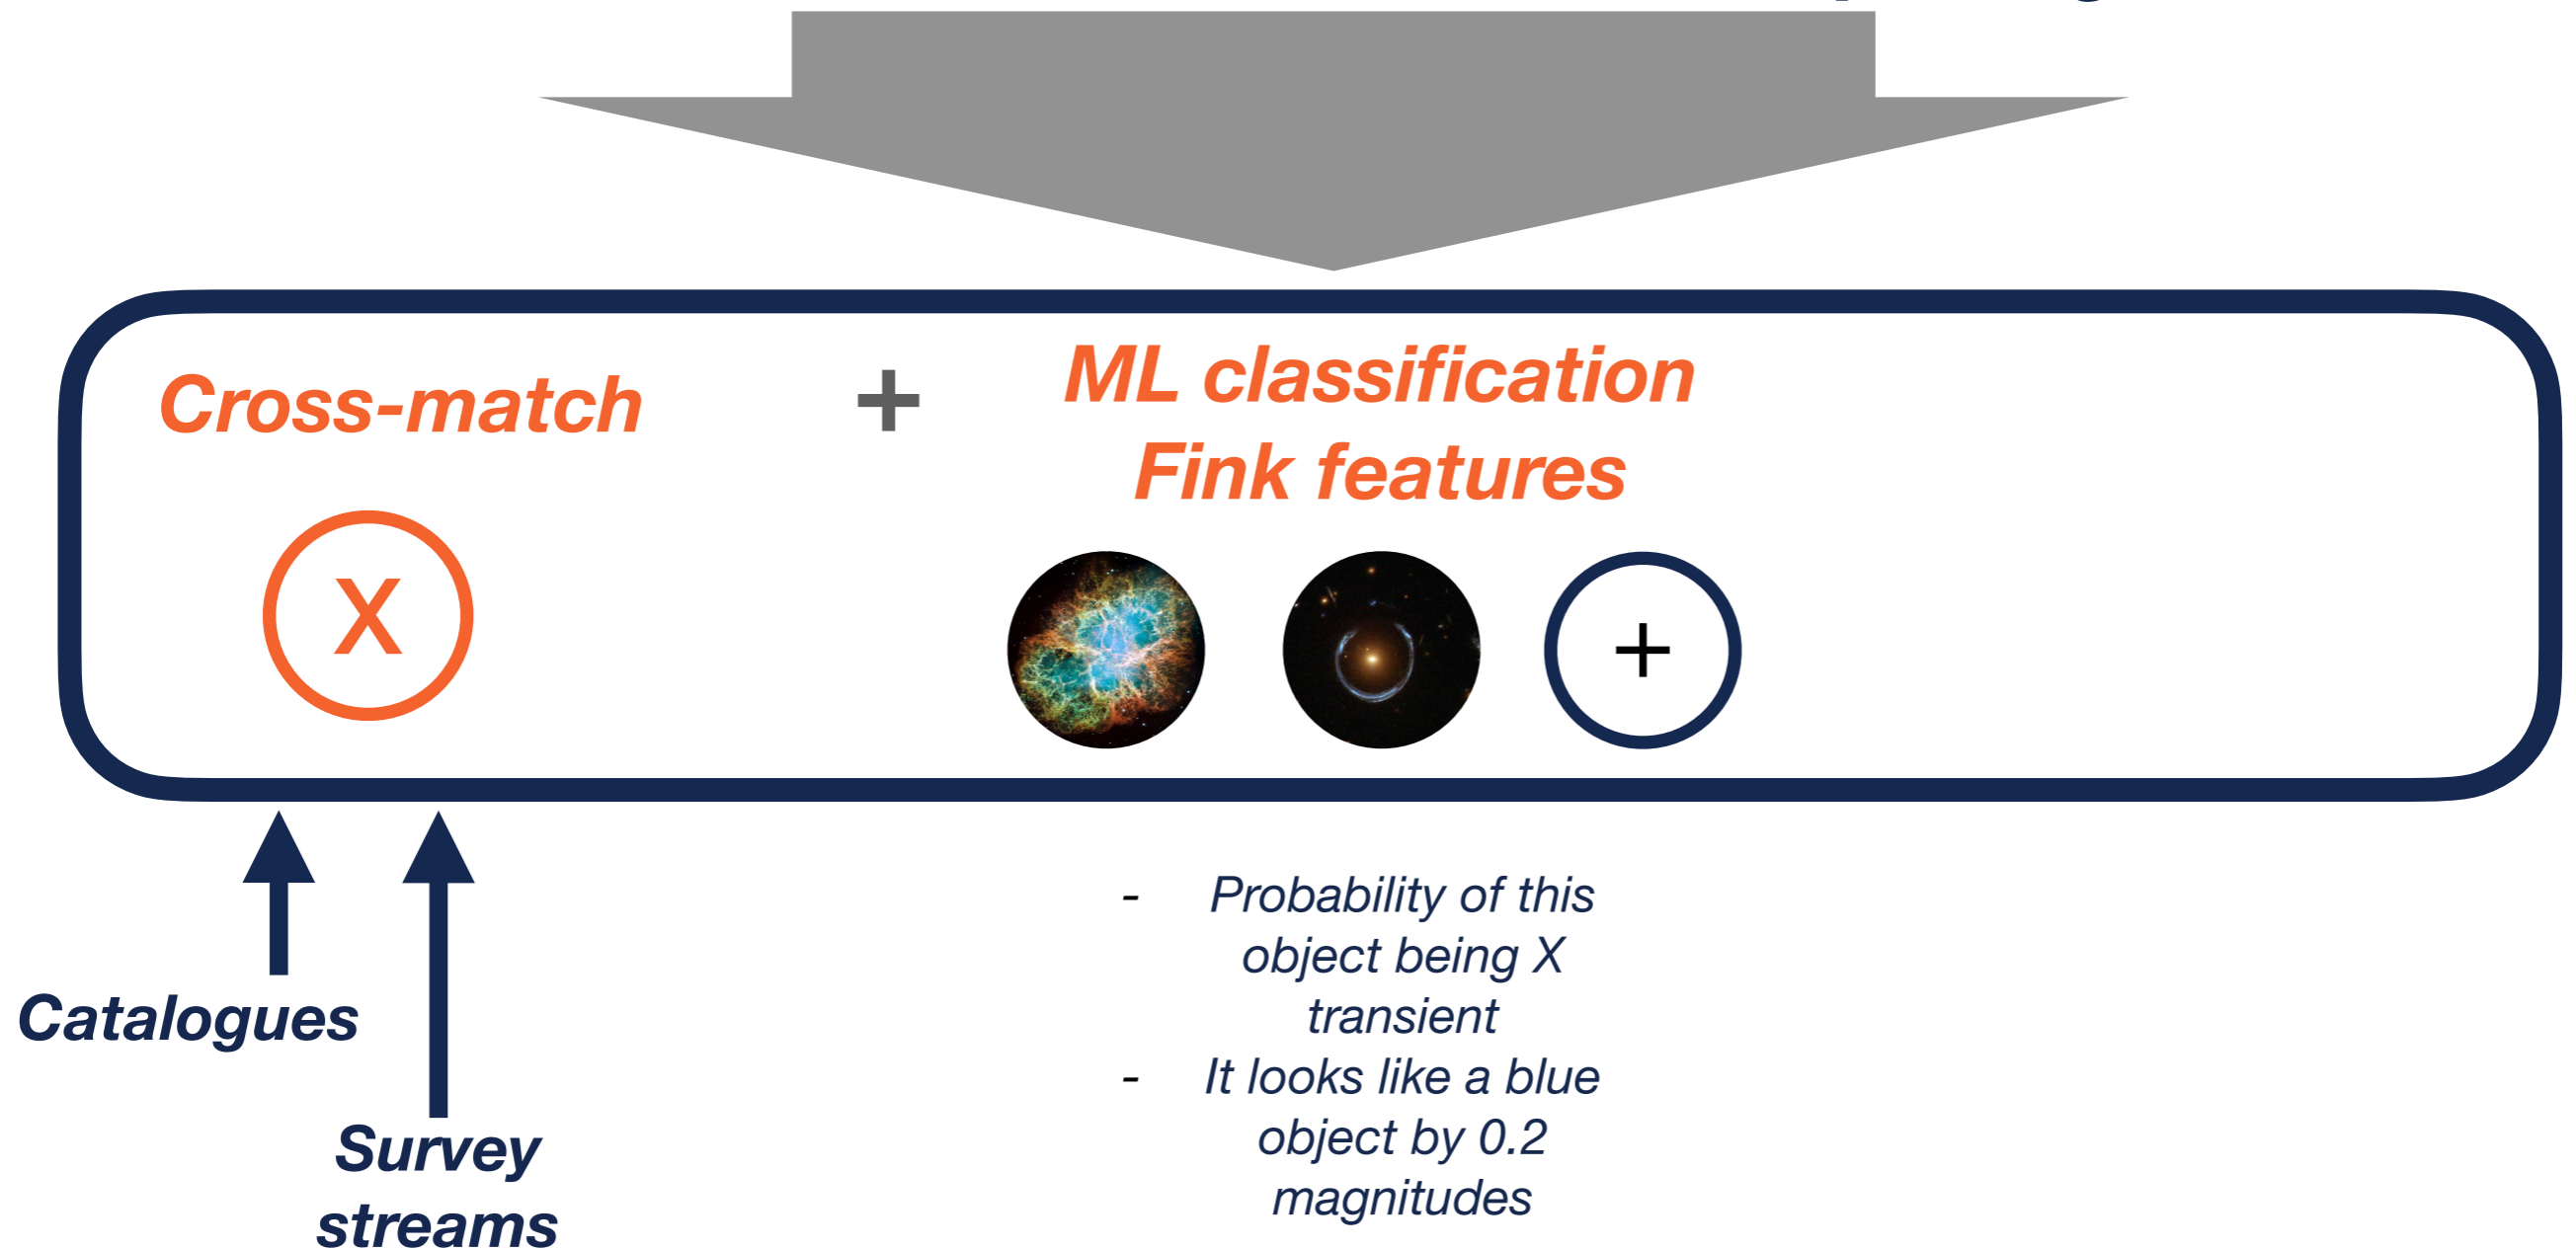 Cross-match
+
ML classification
Fink features
X
+
- Probability of this
object being X
transient
- It looks like a blue
object by 0.2
magnitudes
Catalogues
Survey
streams